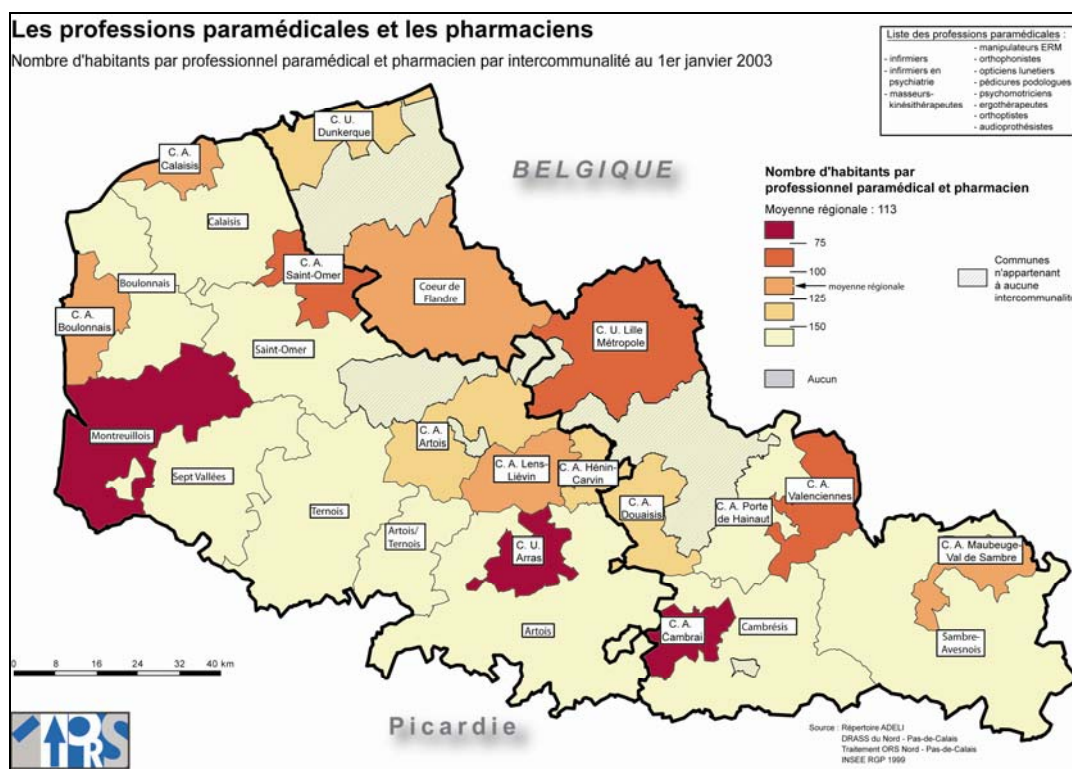 Les professions paramédicales et les pharmaciens
Nombre d'habitants par professionnel paramédical et pharmacien par intercommunalité au 1er janvier 2003
Liste des professions paramédicales :
- infirmiers
- infirmiers en
psychiatrie
- masseurs-
kinésithérapeutes
- manipulateurs ERM
- orthophonistes
- opticiens lunetiers
- pédicures podologues
- psychomotriciens
- ergothérapeutes
- orthoptistes
- audioprothésistes
BELGIQUE
Nombre d'habitants par
professionnel paramédical et pharmacien
Moyenne régionale : 113
75
100
moyenne régionale
125
150
Aucun
Communes
n'appartenant
à aucune
intercommunalité
C. U.
Dunkerque
C. A.
Calaisis
Calaisis
C. A.
Saint-Omer
Coeur de
Flandre
Boulonnais
C. A.
Boulonnais
C. U. Lille
Métropole
Saint-Omer
Montreuillois
C. A.
Artois
C. A. Lens-
Liévin
C. A. Hénin-
Carvin
Sept Vallées
C. A.
Valenciennes
C. A.
Douaisis
C. A. Porte
de Hainaut
Ternois
Artois/
Ternois
C. U.
Arras
C. A. Maubeuge-
Val de Sambre
Artois
C. A.
Cambrai
Cambrésis
Sambre-
Avesnois
0 8 16 24 32 40 km
Picardie
ORS
Source : Répertoire ADELI
DRASS du Nord - Pas-de-Calais
Traitement ORS Nord - Pas-de-Calais
INSEE RGP 1999